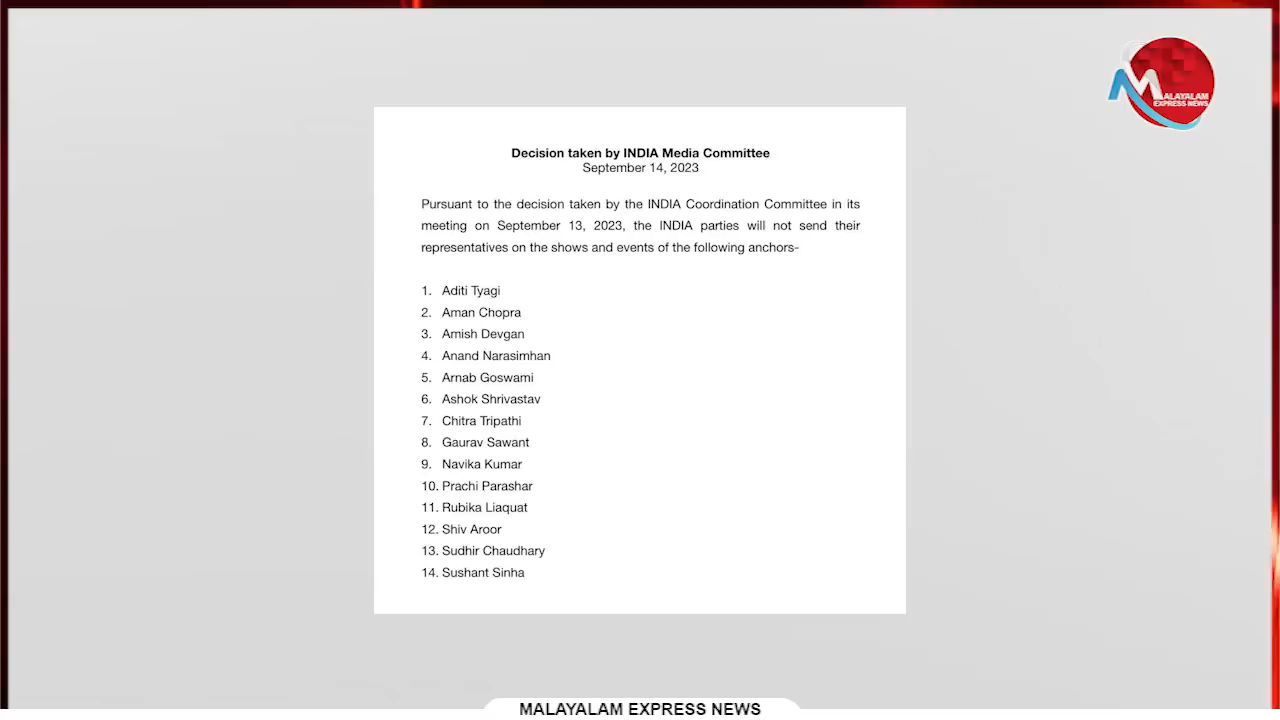 MALAYALAM
EXPRESS NEWS
Decision taken by INDIA Media Committee
September 14, 2023
Pursuant to the decision taken by the INDIA Coordination Committee in its
meeting on September 13, 2023, the INDIA parties will not send their
representatives on the shows and events of the following anchors-
1. Aditi Tyagi
2. Aman Chopra
3. Amish Devgan
4. Anand Narasimhan
5. Arnab Goswami
6. Ashok Shrivastav
7. Chitra Tripathi
8. Gaurav Sawant
9. Navika Kumar
10. Prachi Parashar
11. Rubika Liaquat
12. Shiv Aroor
13. Sudhir Chaudhary
14. Sushant Sinha
MALAYALAM EXPRESS NEWS